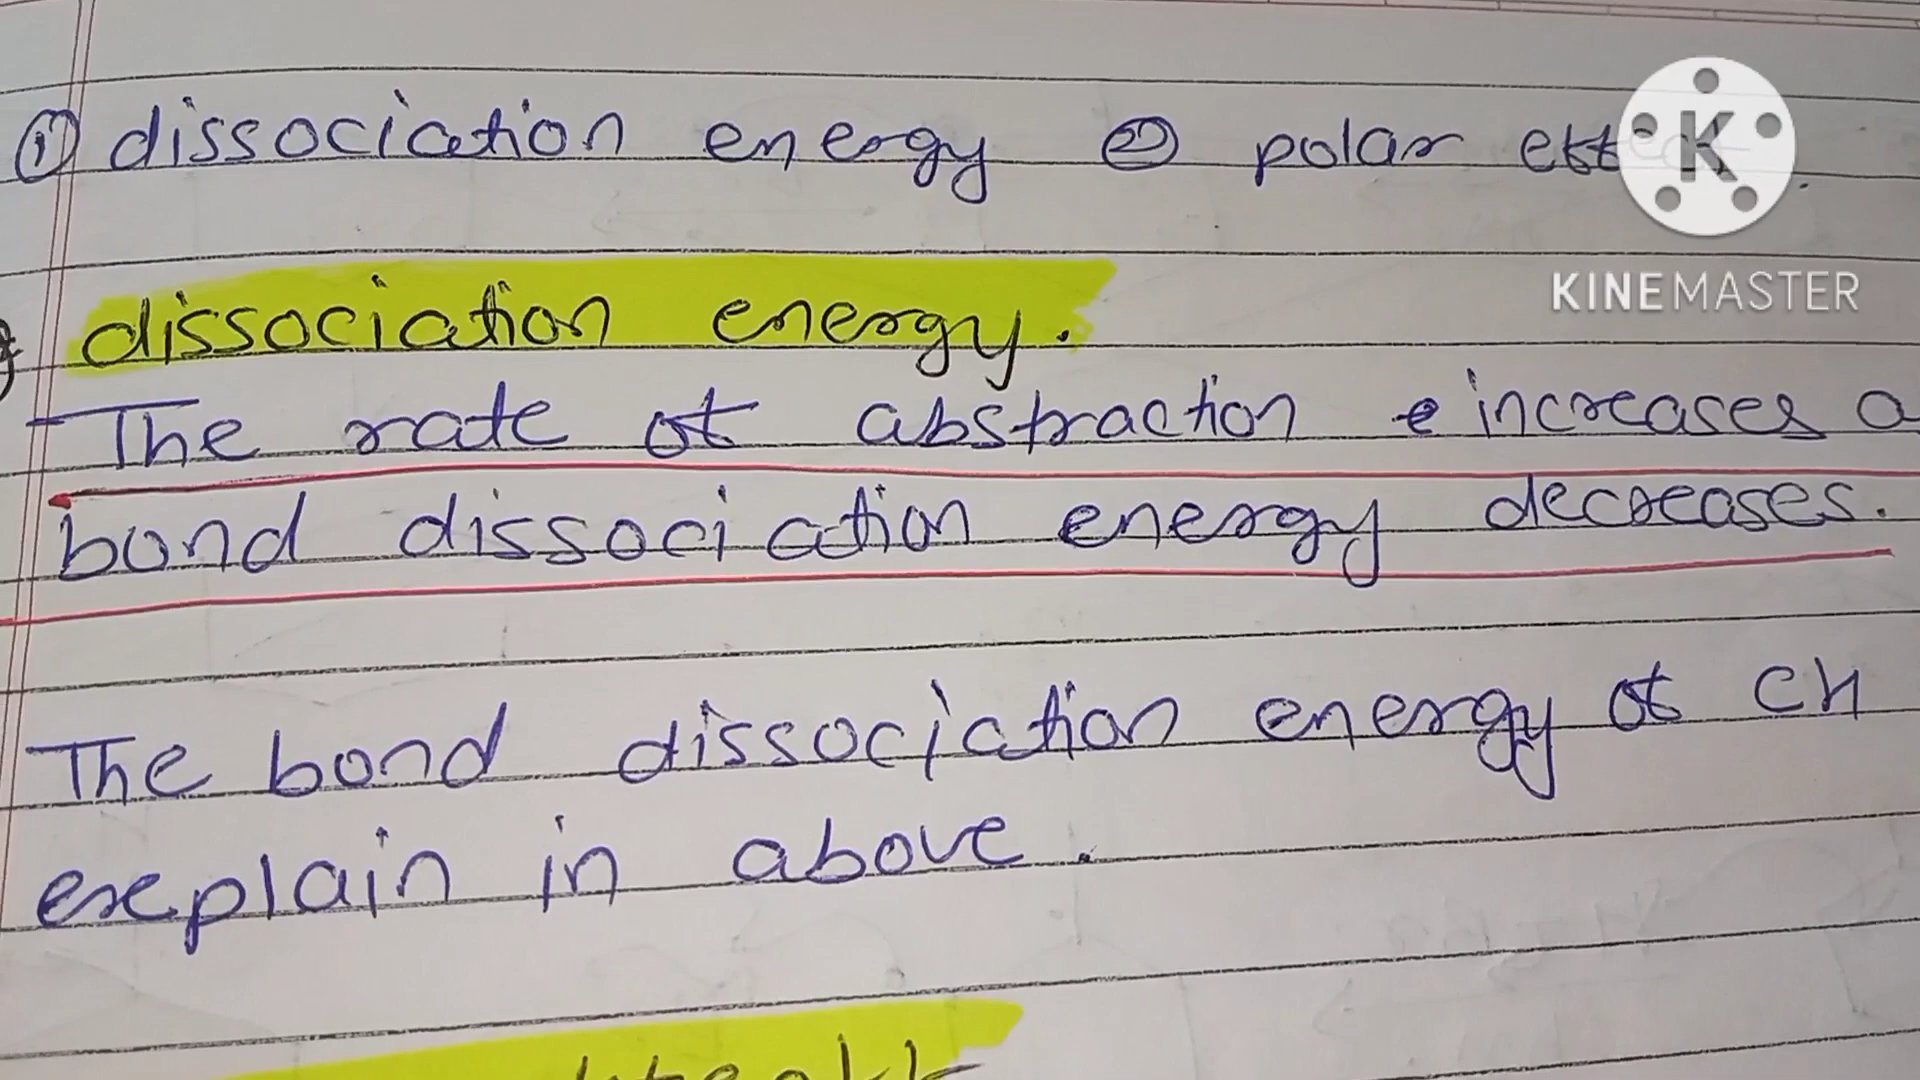 ① dissociation energy ② polar effect.
KINEMASTER
dissociation energy.
The rate of abstraction increases a
bond dissociation energy decreases.
The bond dissociation energy of CH
explain in above.